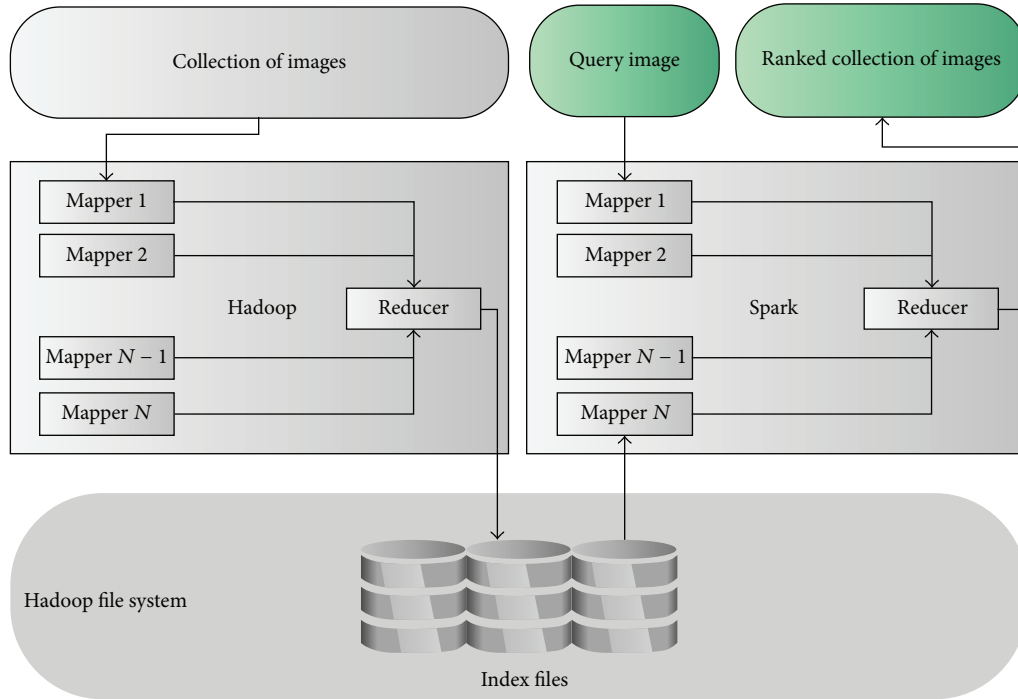 Collection of images
Query image
Ranked collection of images
Mapper 1
Mapper 2
Hadoop
Reducer
Mapper N − 1
Mapper N
Mapper 1
Mapper 2
Spark
Reducer
Mapper N − 1
Mapper N
Hadoop file system
Index files